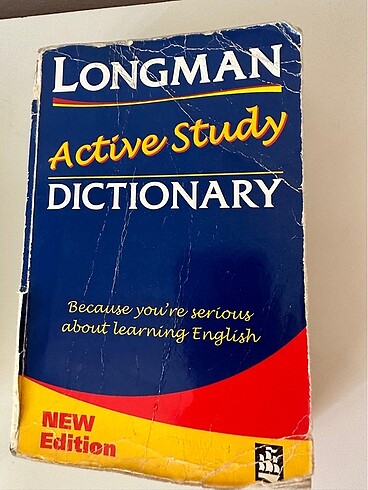 LONGMAN
Active Study
DICTIONARY
Because you're serious
about learning English
NEW
Edition